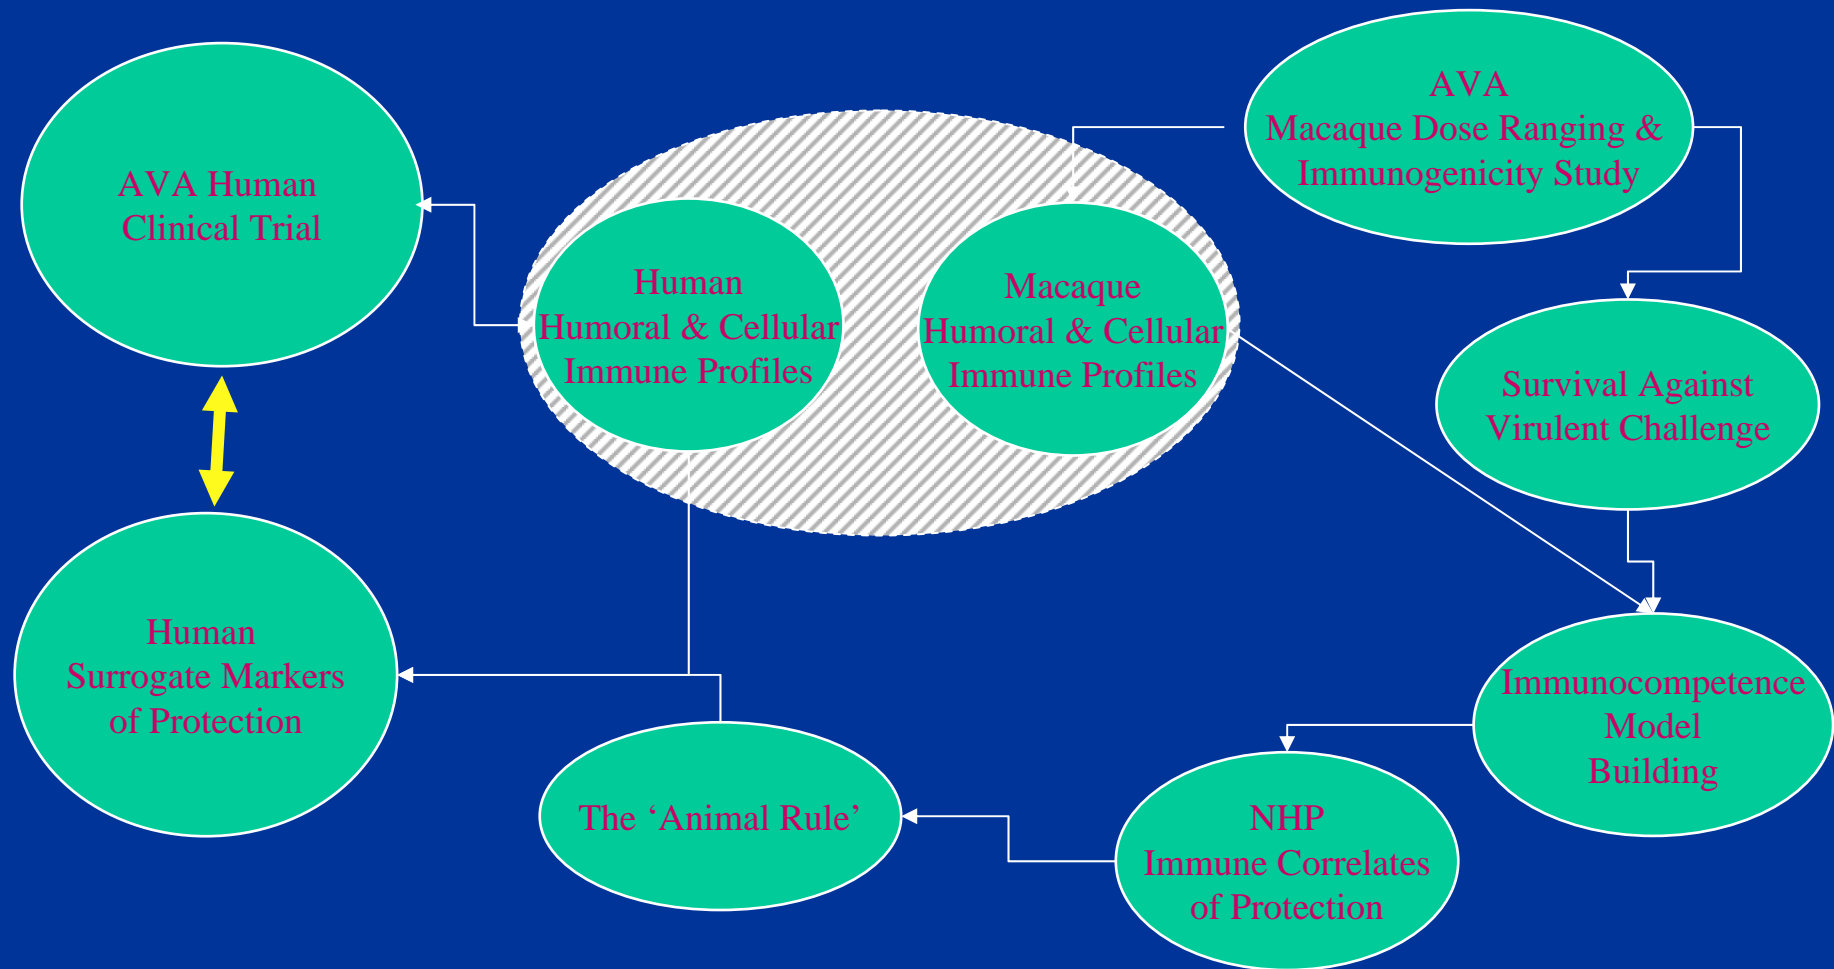 AVA Human
Clinical Trial
Human
Humoral & Cellular
Immune Profiles
Macaque
Humoral & Cellular
Immune Profiles
AVA
Macaque Dose Ranging &
Immunogenicity Study
Survival Against
Virulent Challenge
Human
Surrogate Markers
of Protection
The ‘Animal Rule’
NHP
Immune Correlates
of Protection
Immunocompetence
Model
Building